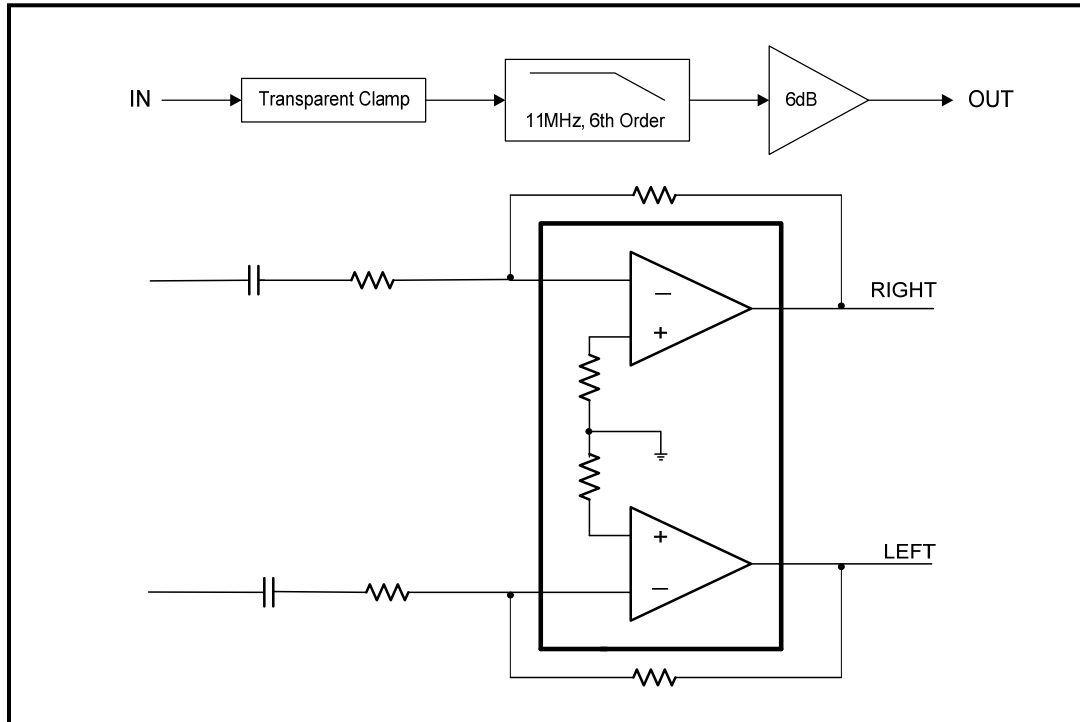 IN
Transparent Clamp
11MHz, 6th Order
6dB
OUT
RIGHT
−
+
+
−
LEFT